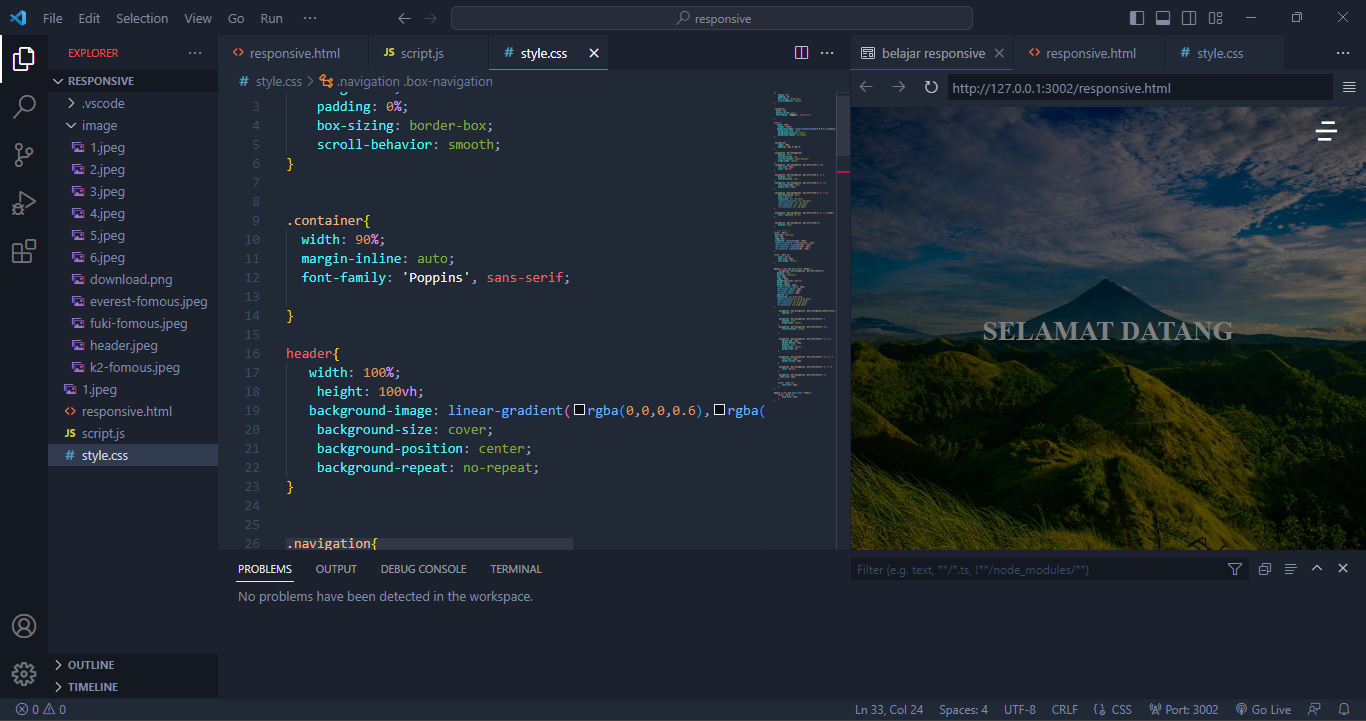 File Edit Selection View Go Run ···
responsive
EXPLORER ···
RESPONSIVE
.vscode
image
1.jpeg
2.jpeg
3.jpeg
4.jpeg
5.jpeg
6.jpeg
download.png
everest-fomous.jpeg
fuki-fomous.jpeg
header.jpeg
k2-fomous.jpeg
1.jpeg
responsive.html
JS script.js
# style.css
OUTLINE
TIMELINE
responsive.html JS script.js # style.css
# style.css > .navigation .box-navigation
3 padding: 0%;
4 box-sizing: border-box;
5 scroll-behavior: smooth;
6 }
7
8
9 .container{
10 width: 90%;
11 margin-inline: auto;
12 font-family: 'Poppins', sans-serif;
13
14 }
15
16 header{
17 width: 100%;
18 height: 100vh;
19 background-image: linear-gradient(rgba(0,0,0,0.6),rgba(
20 background-size: cover;
21 background-position: center;
22 background-repeat: no-repeat;
23 }
24
25
26 .navigation{
belajar responsive responsive.html # style.css
http://127.0.0.1:3002/responsive.html
SELAMAT DATANG
PROBLEMS OUTPUT DEBUG CONSOLE TERMINAL
Filter (e.g. text, **/*.ts, !**/node_modules/**)
No problems have been detected in the workspace.
0 0
Ln 33, Col 24 Spaces: 4 UTF-8 CRLF CSS Port: 3002 Go Live